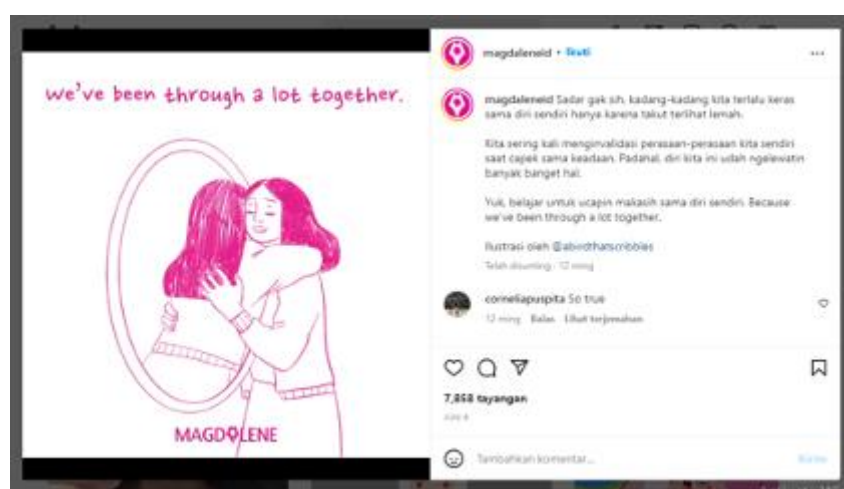 we've been through a lot together.
MAGDOLENE
magdaleneid • Ikuti
magdaleneid Sadar gak sih, kadang-kadang kita terlalu keras
sama diri sendiri hanya karena takut terlihat lemah.
Kita sering kali menginvalidasi perasaan-perasaan kita sendiri
saat capek sama keadaan. Padahal, diri kita ini udah ngelewatin
banyak banget hal.
Yuk, belajar untuk ucapin makasih sama diri sendiri. Because
we've been through a lot together.
Ilustrasi oleh @abirdthatscribbles
Telah disunting · 12 ming
corneliapuspita So true
12 ming Balas Lihat terjemahan
7,858 tayangan
Tambahkan komentar...
Kirim